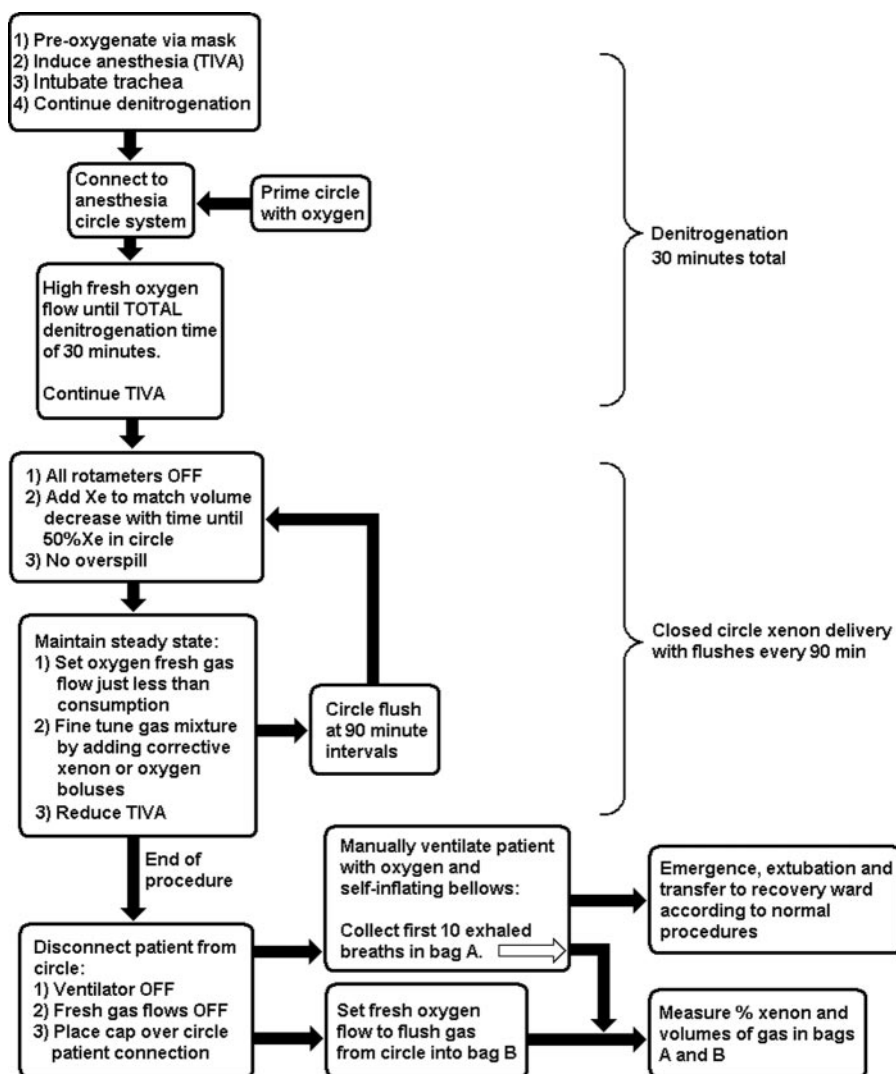 1) Pre-oxygenate via mask
2) Induce anesthesia (TIVA)
3) Intubate trachea
4) Continue denitrogenation
Connect to
anesthesia
circle system
Prime circle
with oxygen
Denitrogenation
30 minutes total
High fresh oxygen
flow until TOTAL
denitrogenation time
of 30 minutes.
Continue TIVA
1) All rotameters OFF
2) Add Xe to match volume
decrease with time until
50%Xe in circle
3) No overspill
Maintain steady state:
1) Set oxygen fresh gas
flow just less than
consumption
2) Fine tune gas mixture
by adding corrective
xenon or oxygen
boluses
3) Reduce TIVA
Circle flush
at 90 minute
intervals
Closed circle xenon delivery
with flushes every 90 min
End of
procedure
Manually ventilate patient
with oxygen and
self-inflating bellows:
Collect first 10 exhaled
breaths in bag A.
Emergence, extubation and
transfer to recovery ward
according to normal
procedures
Disconnect patient from
circle:
1) Ventilator OFF
2) Fresh gas flows OFF
3) Place cap over circle
patient connection
Set fresh oxygen
flow to flush gas
from circle into bag B
Measure % xenon and
volumes of gas in bags
A and B